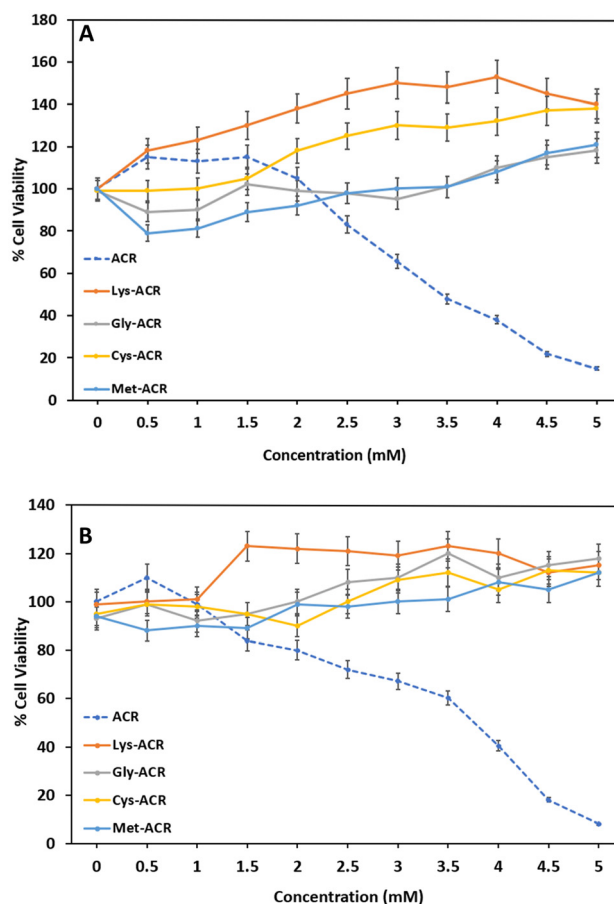 A
180
160
140
120
100
80
60
40
20
0
% Cell Viability
ACR
Lys-ACR
Gly-ACR
Cys-ACR
Met-ACR
0 0.5 1 1.5 2 2.5 3 3.5 4 4.5 5
Concentration (mM)
B
140
120
100
80
60
40
20
0
% Cell Viability
ACR
Lys-ACR
Gly-ACR
Cys-ACR
Met-ACR
0 0.5 1 1.5 2 2.5 3 3.5 4 4.5 5
Concentration (mM)